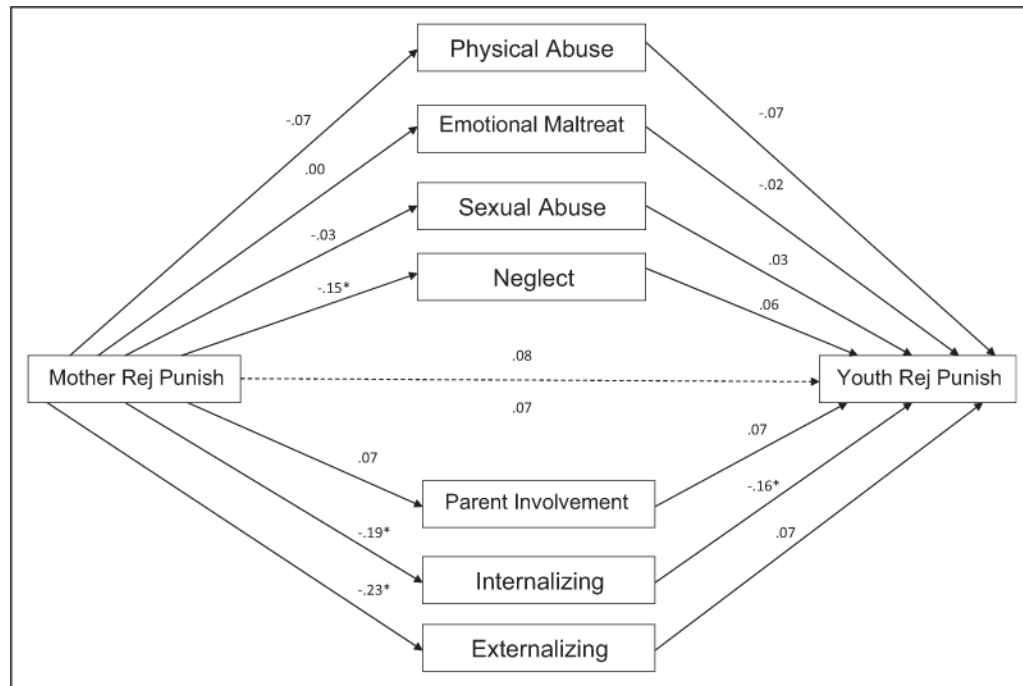 Physical Abuse
-.07
-.07
Emotional Maltreat
.00
-.02
Sexual Abuse
-.03
.03
Neglect
-.15*
.06
.08
Mother Rej Punish
Youth Rej Punish
.07
.07
.07
Parent Involvement
-.19*
-.16*
.07
Internalizing
-.23*
Externalizing